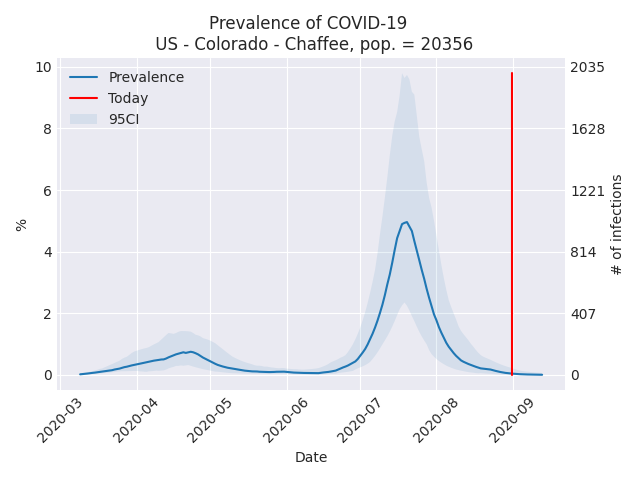 Prevalence of COVID-19
US - Colorado - Chaffee, pop. = 20356
Prevalence
Today
95CI
10
8
6
4
2
0
%
2035
1628
1221
814
407
0
# of infections
2020-03
2020-04
2020-05
2020-06
2020-07
2020-08
2020-09
Date